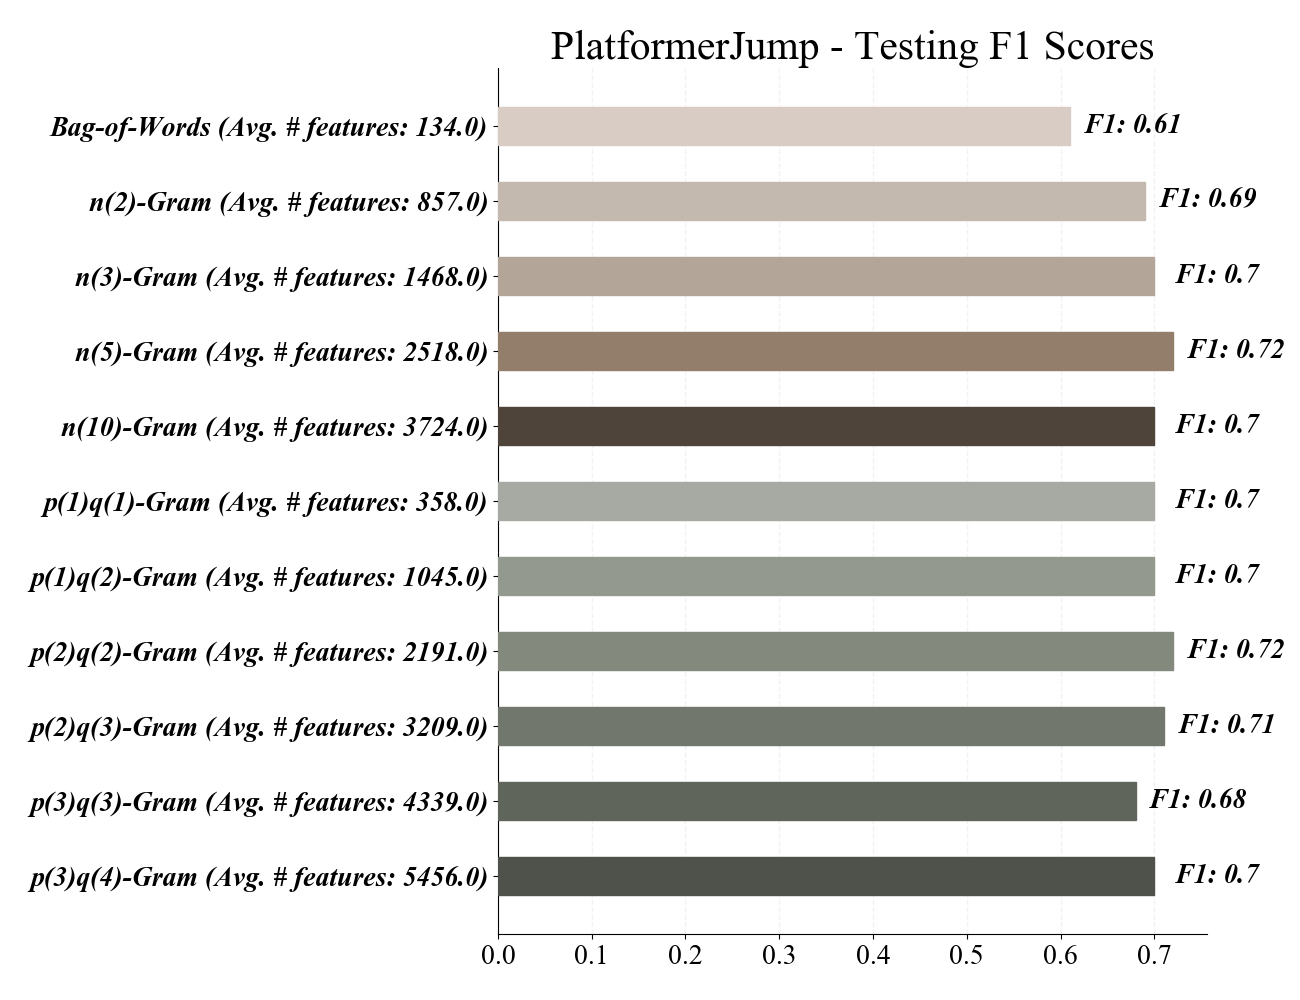 PlatformerJump - Testing F1 Scores
Bag-of-Words (Avg. # features: 134.0) F1: 0.61
n(2)-Gram (Avg. # features: 857.0) F1: 0.69
n(3)-Gram (Avg. # features: 1468.0) F1: 0.7
n(5)-Gram (Avg. # features: 2518.0) F1: 0.72
n(10)-Gram (Avg. # features: 3724.0) F1: 0.7
p(1)q(1)-Gram (Avg. # features: 358.0) F1: 0.7
p(1)q(2)-Gram (Avg. # features: 1045.0) F1: 0.7
p(2)q(2)-Gram (Avg. # features: 2191.0) F1: 0.72
p(2)q(3)-Gram (Avg. # features: 3209.0) F1: 0.71
p(3)q(3)-Gram (Avg. # features: 4339.0) F1: 0.68
p(3)q(4)-Gram (Avg. # features: 5456.0) F1: 0.7
0.0 0.1 0.2 0.3 0.4 0.5 0.6 0.7